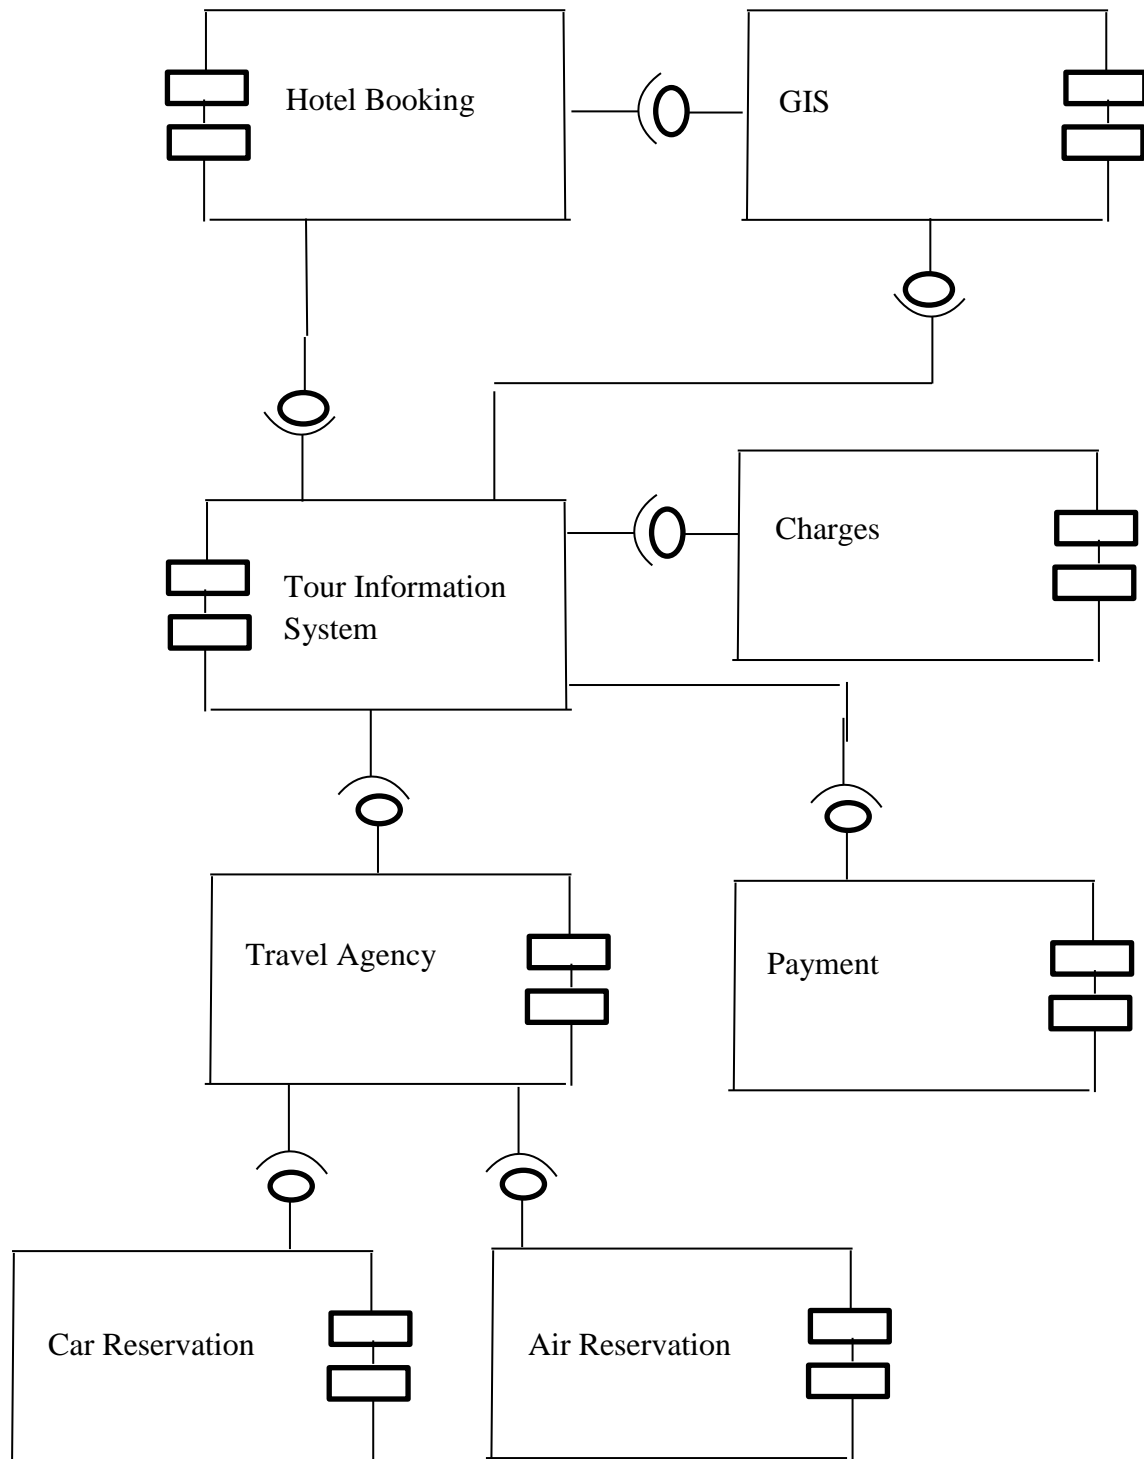 Hotel Booking
GIS
Charges
Tour Information
System
Travel Agency
Payment
Car Reservation
Air Reservation